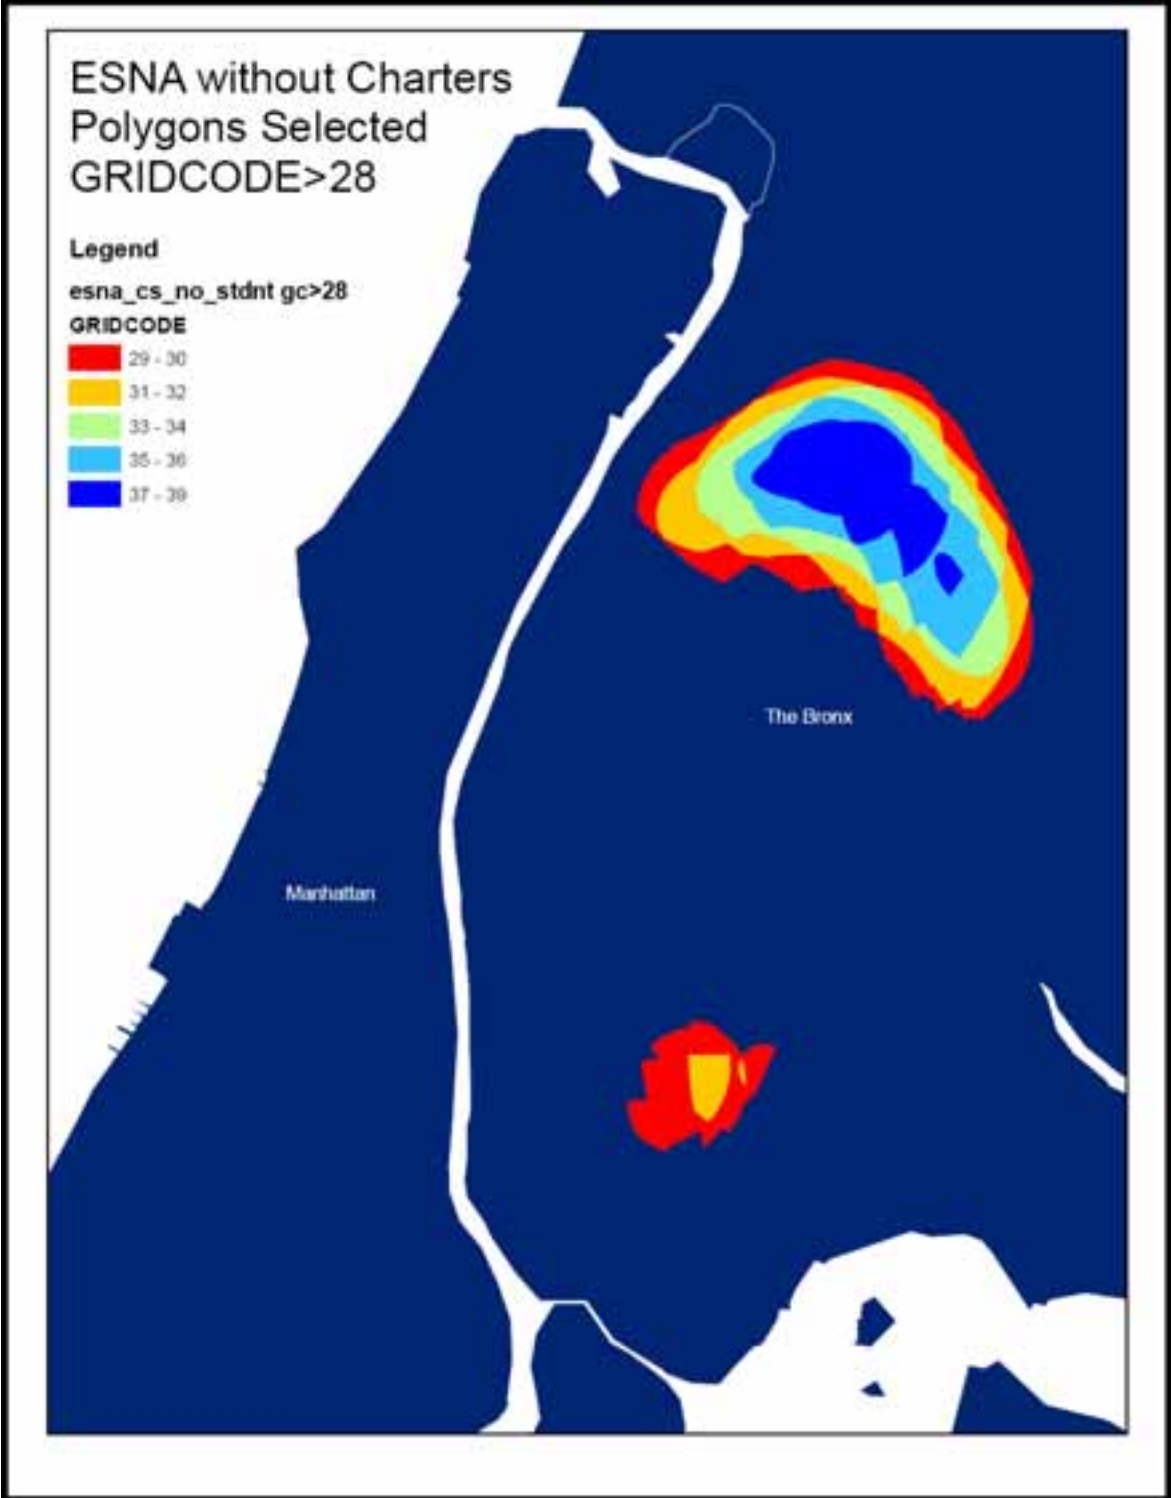 ESNA without Charters
Polygons Selected
GRIDCODE>28
Legend
esna_cs_no_stdnt gc>28
GRIDCODE
29 - 30
31 - 32
33 - 34
35 - 36
37 - 39
The Bronx
Manhattan